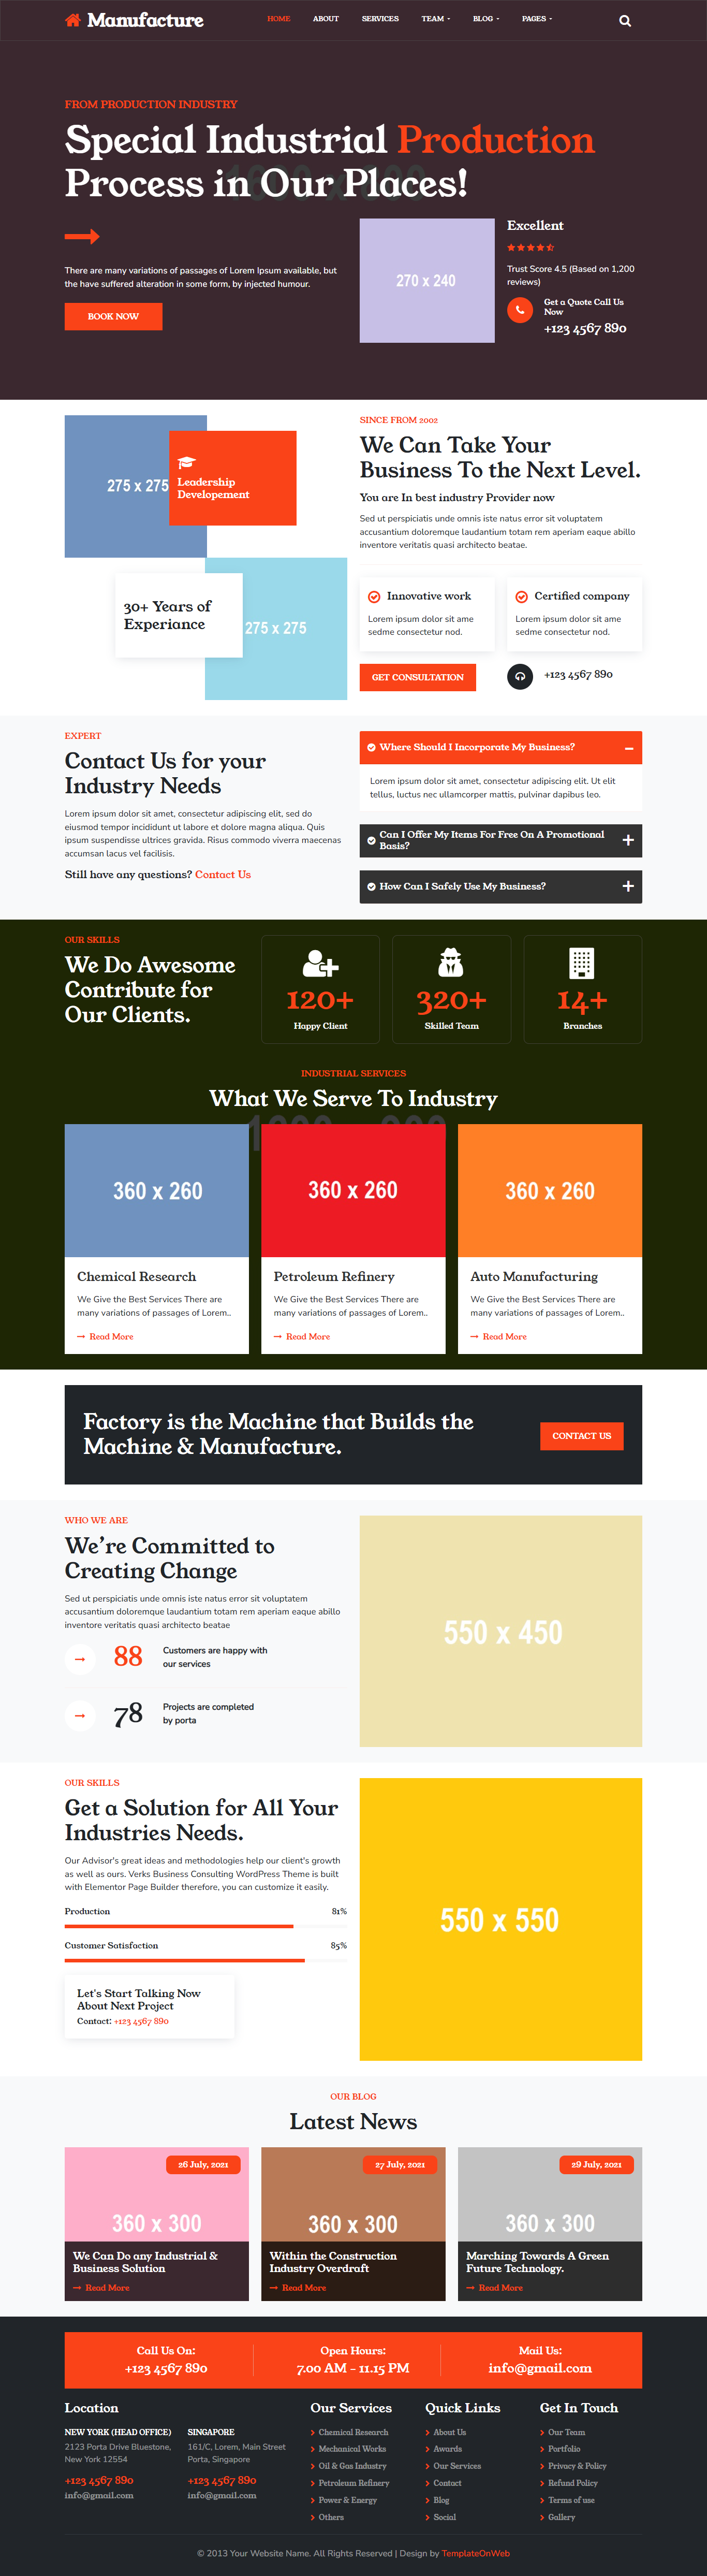 Manufacture
HOME ABOUT SERVICES TEAM BLOG PAGES
FROM PRODUCTION INDUSTRY
Special Industrial Production
Process in Our Places!
There are many variations of passages of Lorem Ipsum available, but
the have suffered alteration in some form, by injected humour.
BOOK NOW
270 x 240
Excellent
Trust Score 4.5 (Based on 1,200
reviews)
Get a Quote Call Us
Now
+123 4567 890
275 x 275
Leadership
Developement
30+ Years of
Experiance
275 x 275
SINCE FROM 2002
We Can Take Your
Business To the Next Level.
You are In best industry Provider now
Sed ut perspiciatis unde omnis iste natus error sit voluptatem
accusantium doloremque laudantium totam rem aperiam eaque abillo
inventore veritatis quasi architecto beatae.
Innovative work
Lorem ipsum dolor sit ame
sedme consectetur nod.
Certified company
Lorem ipsum dolor sit ame
sedme consectetur nod.
GET CONSULTATION
+123 4567 890
EXPERT
Contact Us for your
Industry Needs
Lorem ipsum dolor sit amet, consectetur adipiscing elit, sed do
eiusmod tempor incididunt ut labore et dolore magna aliqua. Quis
ipsum suspendisse ultrices gravida. Risus commodo viverra maecenas
accumsan lacus vel facilisis.
Still have any questions? Contact Us
Where Should I Incorporate My Business?
Lorem ipsum dolor sit amet, consectetur adipiscing elit. Ut elit
tellus, luctus nec ullamcorper mattis, pulvinar dapibus leo.
Can I Offer My Items For Free On A Promotional
Basis?
How Can I Safely Use My Business?
OUR SKILLS
We Do Awesome
Contribute for
Our Clients.
120+
Happy Client
320+
Skilled Team
14+
Branches
INDUSTRIAL SERVICES
What We Serve To Industry
360 x 260
Chemical Research
We Give the Best Services There are
many variations of passages of Lorem..
Read More
360 x 260
Petroleum Refinery
We Give the Best Services There are
many variations of passages of Lorem..
Read More
360 x 260
Auto Manufacturing
We Give the Best Services There are
many variations of passages of Lorem..
Read More
Factory is the Machine that Builds the
Machine & Manufacture.
CONTACT US
WHO WE ARE
We're Committed to
Creating Change
Sed ut perspiciatis unde omnis iste natus error sit voluptatem
accusantium doloremque laudantium totam rem aperiam eaque abillo
inventore veritatis quasi architecto beatae
88
Customers are happy with
our services
78
Projects are completed
by porta
550 x 450
OUR SKILLS
Get a Solution for All Your
Industries Needs.
Our Advisor's great ideas and methodologies help our client's growth
as well as ours. Verks Business Consulting WordPress Theme is built
with Elementor Page Builder therefore, you can customize it easily.
Production 81%
Customer Satisfaction 85%
Let's Start Talking Now
About Next Project
Contact: +123 4567 890
550 x 550
OUR BLOG
Latest News
26 July, 2021
360 x 300
We Can Do any Industrial &
Business Solution
Read More
27 July, 2021
360 x 300
Within the Construction
Industry Overdraft
Read More
29 July, 2021
360 x 300
Marching Towards A Green
Future Technology.
Read More
Call Us On:
+123 4567 890
Open Hours:
7.00 AM - 11.15 PM
Mail Us:
info@gmail.com
Location
NEW YORK (HEAD OFFICE)
2123 Porta Drive Bluestone,
New York 12554
+123 4567 890
info@gmail.com
SINGAPORE
161/C, Lorem, Main Street
Porta, Singapore
+123 4567 890
info@gmail.com
Our Services
Chemical Research
Mechanical Works
Oil & Gas Industry
Petroleum Refinery
Power & Energy
Others
Quick Links
About Us
Awards
Our Services
Contact
Blog
Social
Get In Touch
Our Team
Portfolio
Privacy & Policy
Refund Policy
Terms of use
Gallery
© 2013 Your Website Name. All Rights Reserved | Design by TemplateOnWeb